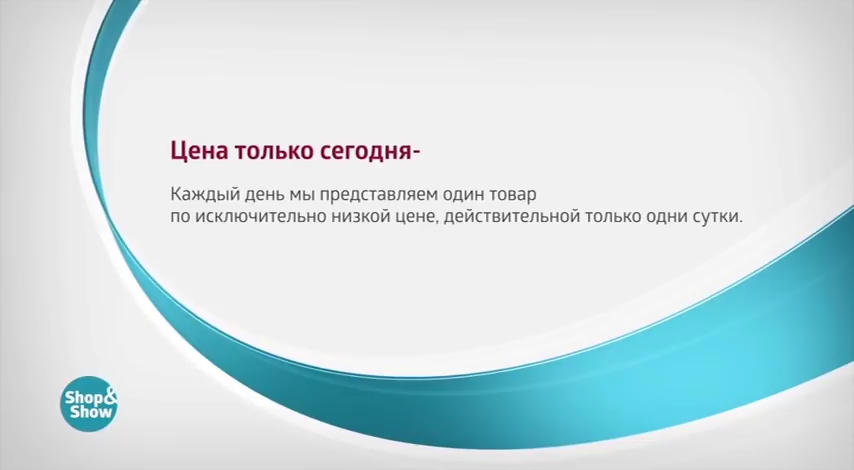 Цена только сегодня-
Каждый день мы представляем один товар
по исключительно низкой цене, действительной только одни сутки.
Shop&
Show